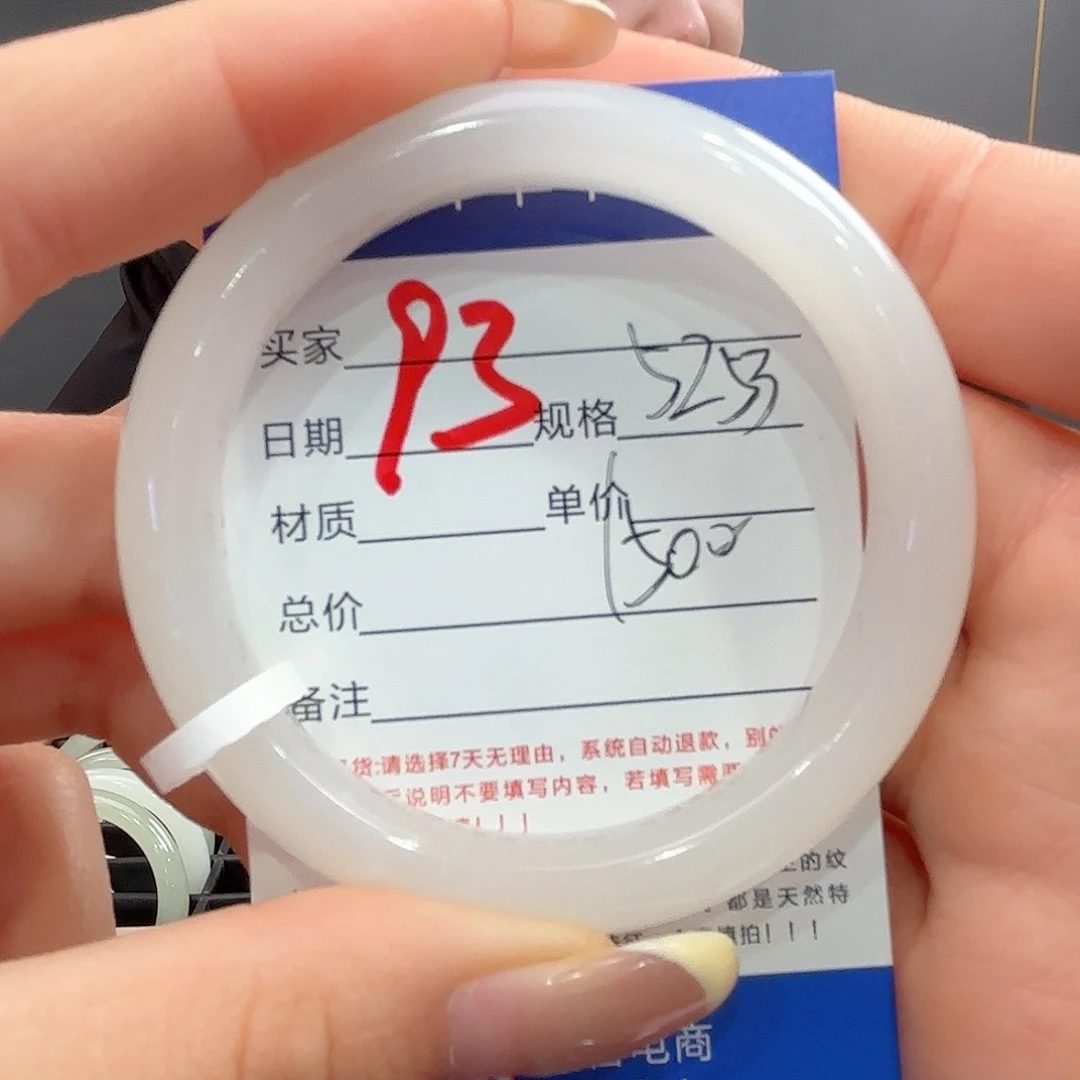 买家
93
日期 规格 525
材质 单价 1500
总价
备注
货:请选择7天无理由，系统自动退款，别
说明不要填写内容，若填写需要
的纹
都是天然特
慎拍！！！
电商